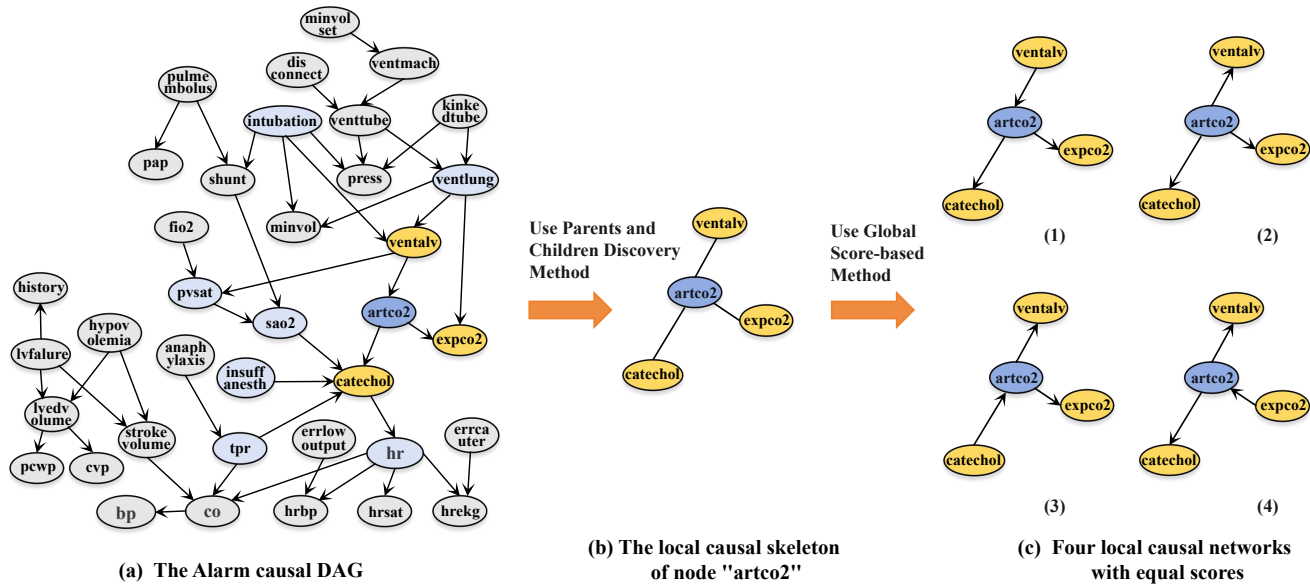 minvol
set
dis
connect
ventmach
pulme
mbolus
kinke
dtube
intubation
venttube
pap
shunt
press
ventlung
fio2
minvol
ventalv
history
pvsat
hypov
olemia
sao2
artco2
anaph
ylaxis
lvfalure
expco2
insuff
anesth
catechol
lvedv
olume
stroke
volume
tpr
errlow
output
errca
uter
hr
pcwp
cvp
bp
co
hrbp
hrsat
hrekg
(a) The Alarm causal DAG
Use Parents and
Children Discovery
Method
ventalv
artco2
expco2
catechol
(b) The local causal skeleton
of node "artco2"
Use Global
Score-based
Method
ventalv
artco2
expco2
catechol
(1)
ventalv
artco2
expco2
catechol
(2)
ventalv
artco2
expco2
catechol
(3)
ventalv
artco2
expco2
catechol
(4)
(c) Four local causal networks
with equal scores